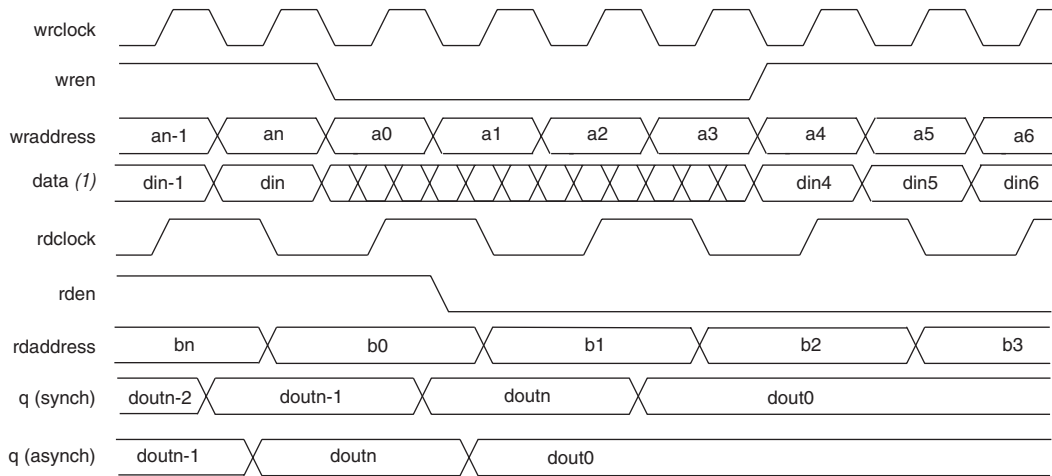 wrclock
wren
wraddress an-1 an a0 a1 a2 a3 a4 a5 a6
data (1) din-1 din din4 din5 din6
rdclock
rden
rdaddress bn b0 b1 b2 b3
q (synch) doutn-2 doutn-1 doutn dout0
q (asynch) doutn-1 doutn dout0